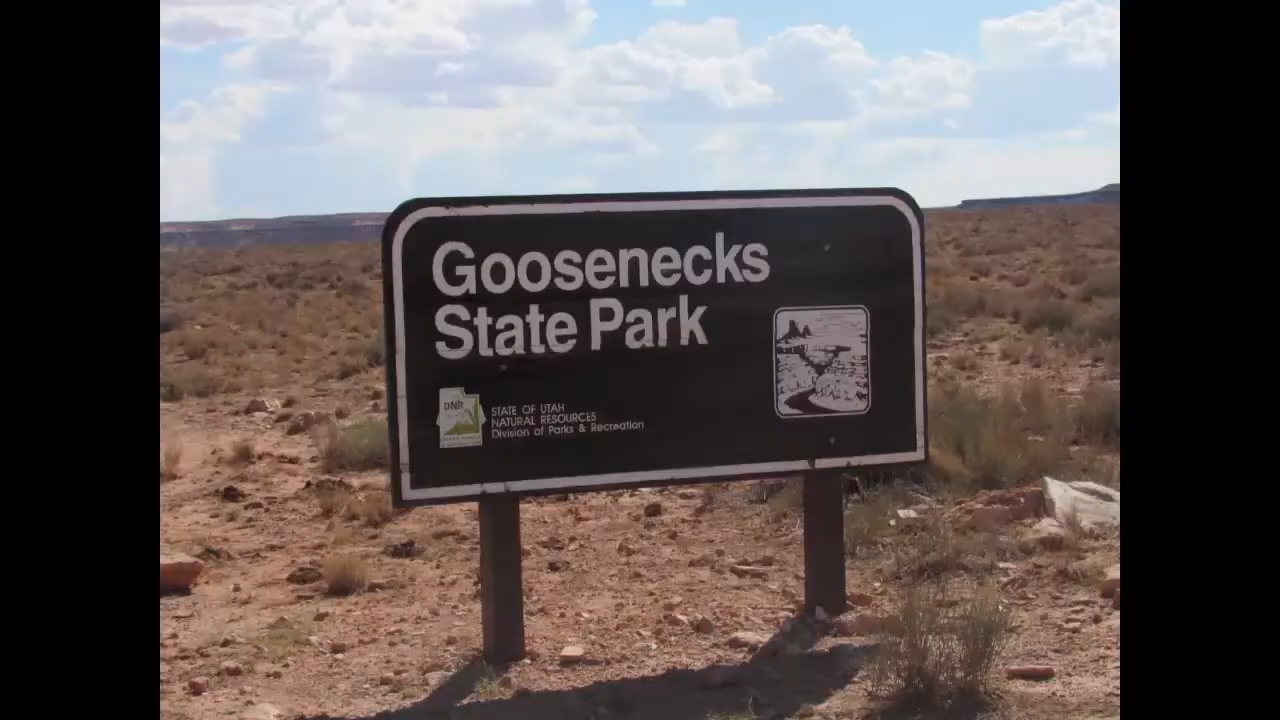 Goosenecks
State Park
DNR
STATE OF UTAH
NATURAL RESOURCES
Division of Parks & Recreation